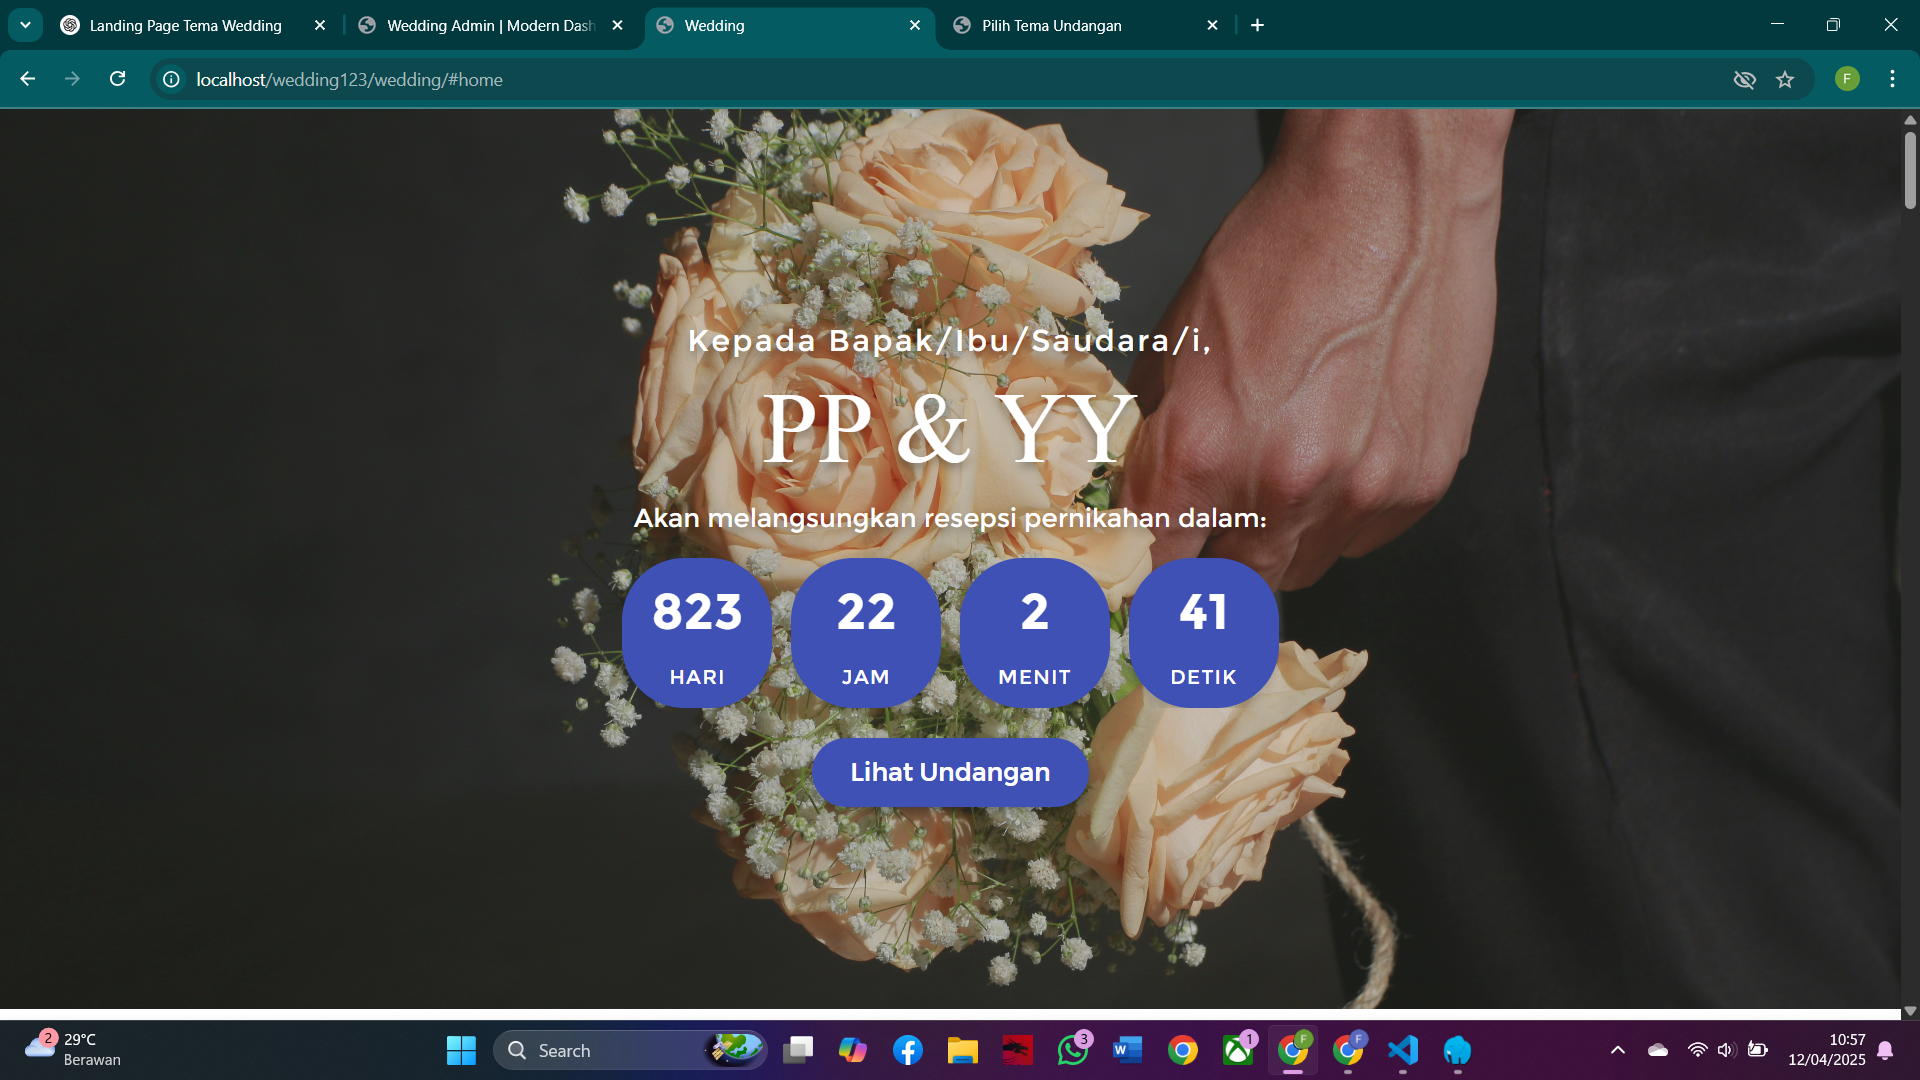 Landing Page Tema Wedding
Wedding Admin | Modern Dash
Wedding
Pilih Tema Undangan
localhost/wedding123/wedding/#home
F
Kepada Bapak/Ibu/Saudara/i,
PP & YY
Akan melangsungkan resepsi pernikahan dalam:
823 22 2 41
HARI JAM MENIT DETIK
Lihat Undangan
2
29°C
Berawan
Search
3
W
1
F
F
10:57
12/04/2025